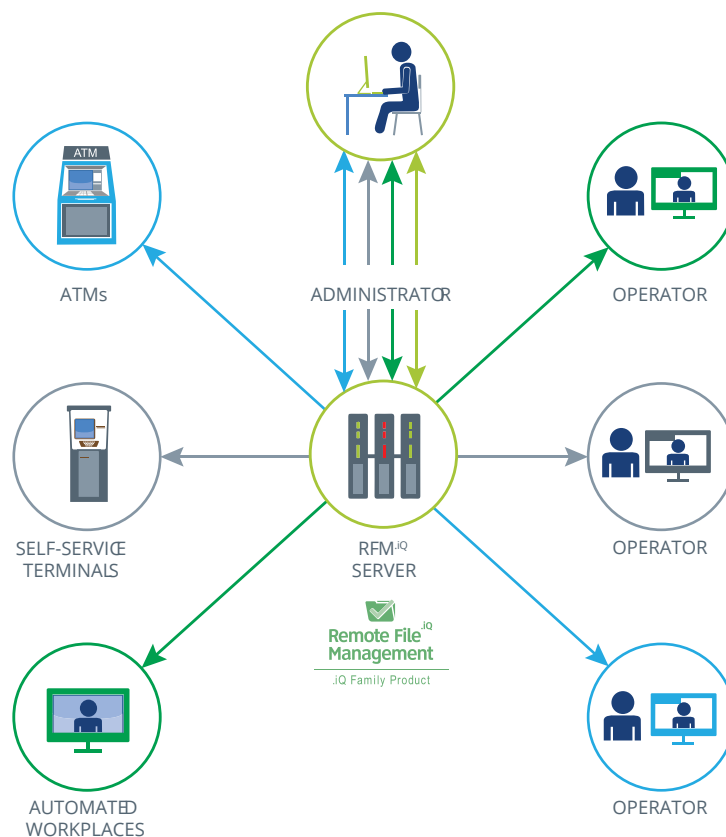 ATM
ATMs
ADMINISTRATOR
OPERATOR
SELF-SERVICE
TERMINALS
RFM.iQ
SERVER
OPERATOR
Remote File .iQ
Management
.iQ Family Product
AUTOMATED
WORKPLACES
OPERATOR